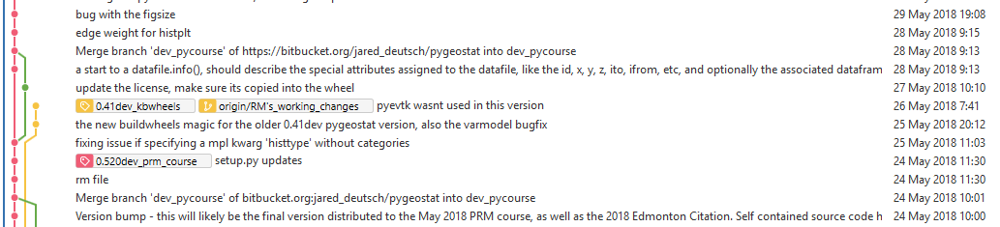 bug with the figsize 29 May 2018 19:08
edge weight for histplt 28 May 2018 9:15
Merge branch 'dev_pycourse' of https://bitbucket.org/jared_deutsch/pygeostat into dev_pycourse 28 May 2018 9:13
a start to a datafile.info(), should describe the special attributes assigned to the datafile, like the id, x, y, z, ito, ifrom, etc, and optionally the associated datafram 28 May 2018 9:13
update the license, make sure its copied into the wheel 27 May 2018 10:10
0.41dev_kbwheels origin/RM's_working_changes pyevtk wasnt used in this version 26 May 2018 7:41
the new buildwheels magic for the older 0.41dev pygeostat version, also the varmodel bugfix 25 May 2018 20:12
fixing issue if specifying a mpl kwarg 'histtype' without categories 25 May 2018 11:03
0.520dev_prm_course setup.py updates 24 May 2018 11:30
rm file 24 May 2018 11:30
Merge branch 'dev_pycourse' of bitbucket.org:jared_deutsch/pygeostat into dev_pycourse 24 May 2018 10:01
Version bump - this will likely be the final version distributed to the May 2018 PRM course, as well as the 2018 Edmonton Citation. Self contained source code h 24 May 2018 10:00